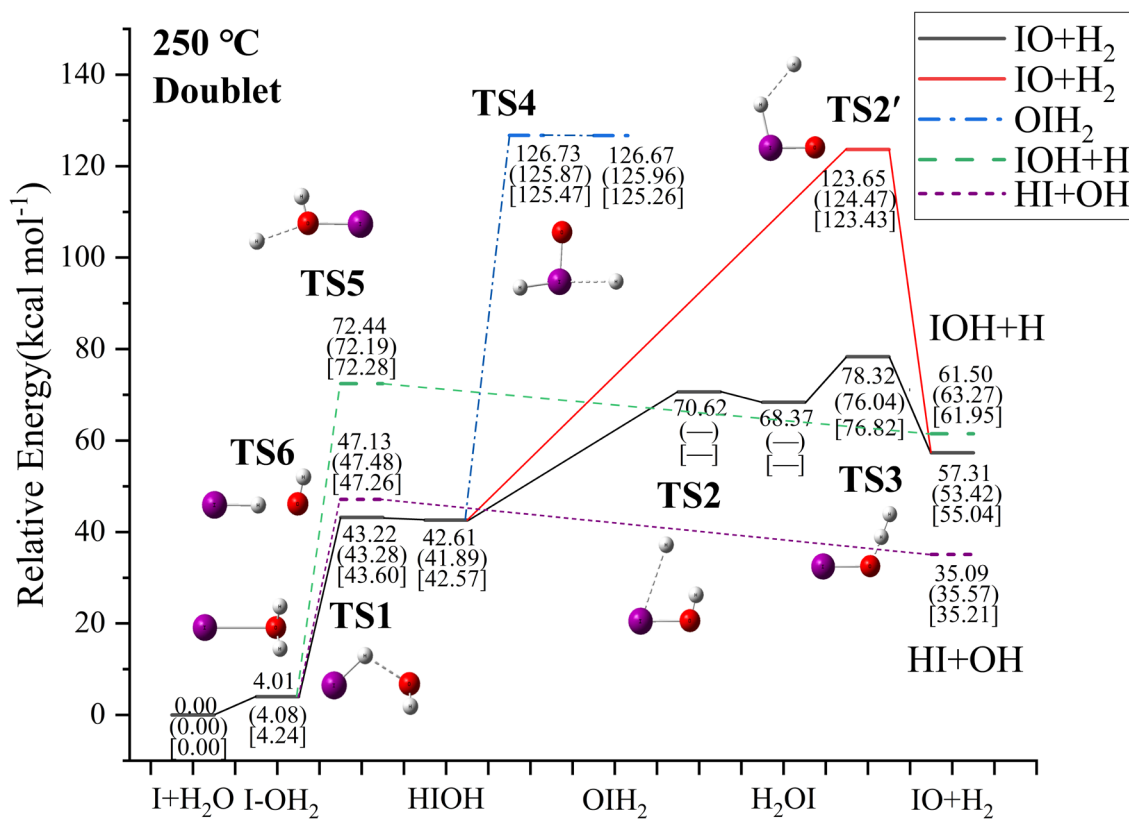 250 °C
Doublet
IO+H2
IO+H2
OIH2
IOH+H
HI+OH
Relative Energy(kcal mol-1)
140
120
100
80
60
40
20
0
TS4
126.73
(125.87)
[125.47]
126.67
(125.96)
[125.26]
TS2′
123.65
(124.47)
[123.43]
TS5
72.44
(72.19)
[72.28]
TS6
47.13
(47.48)
[47.26]
43.22
(43.28)
[43.60]
42.61
(41.89)
[42.57]
TS1
4.01
(4.08)
[4.24]
0.00
(0.00)
[0.00]
70.62
(—)
[—]
TS2
68.37
(—)
[—]
78.32
(76.04)
[76.82]
TS3
IOH+H
61.50
(63.27)
[61.95]
57.31
(53.42)
[55.04]
35.09
(35.57)
[35.21]
HI+OH
I+H2O
I-OH2
HIOH
OIH2
H2OI
IO+H2